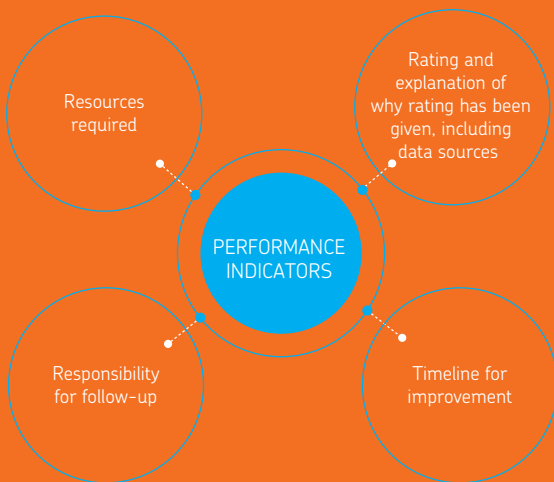 Resources
required
Rating and
explanation of
why rating has been
given, including
data sources
PERFORMANCE
INDICATORS
Responsibility
for follow-up
Timeline for
improvement